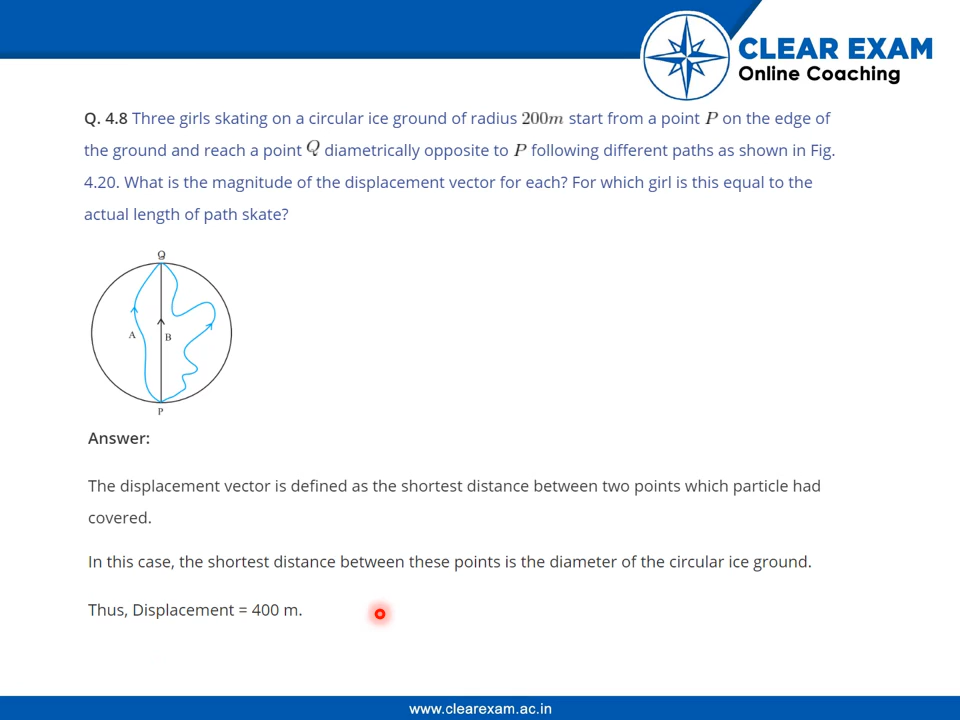 CLEAR EXAM
Online Coaching
Q. 4.8 Three girls skating on a circular ice ground of radius 200m start from a point P on the edge of
the ground and reach a point Q diametrically opposite to P following different paths as shown in Fig.
4.20. What is the magnitude of the displacement vector for each? For which girl is this equal to the
actual length of path skate?
Q
A
B
P
Answer:
The displacement vector is defined as the shortest distance between two points which particle had
covered.
In this case, the shortest distance between these points is the diameter of the circular ice ground.
Thus, Displacement = 400 m.
www.clearexam.ac.in